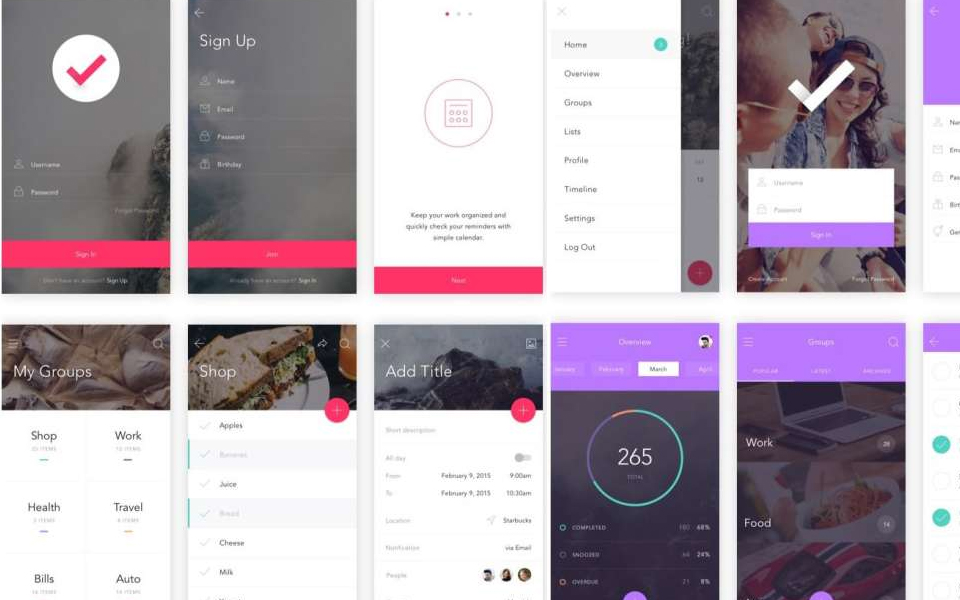 Username
Password
Forgot Password
Sign In
Don't have an account? Sign Up
Sign Up
Name
Email
Password
Birthday
Join
Already have an account? Sign In
Keep your work organized and
quickly check your reminders with
simple calendar.
Next
Home
Overview
Groups
Lists
Profile
Timeline
Settings
Log Out
12
Username
Password
Sign In
Create Account
Forgot Password
My Groups
Shop
Work
Health
Travel
Bills
Auto
Shop
Apples
Bananas
Juice
Bread
Cheese
Milk
Add Title
Short description
All day
From
February 9, 2015
9:00am
To
February 9, 2015
10:30am
Location
Starbucks
Notification
via Email
People
Overview
January
February
March
April
265
TOTAL
COMPLETED
180
68%
SNOOZED
64
24%
OVERDUE
21
8%
Groups
POPULAR
LATEST
ARCHIVED
Work
28
Food
14